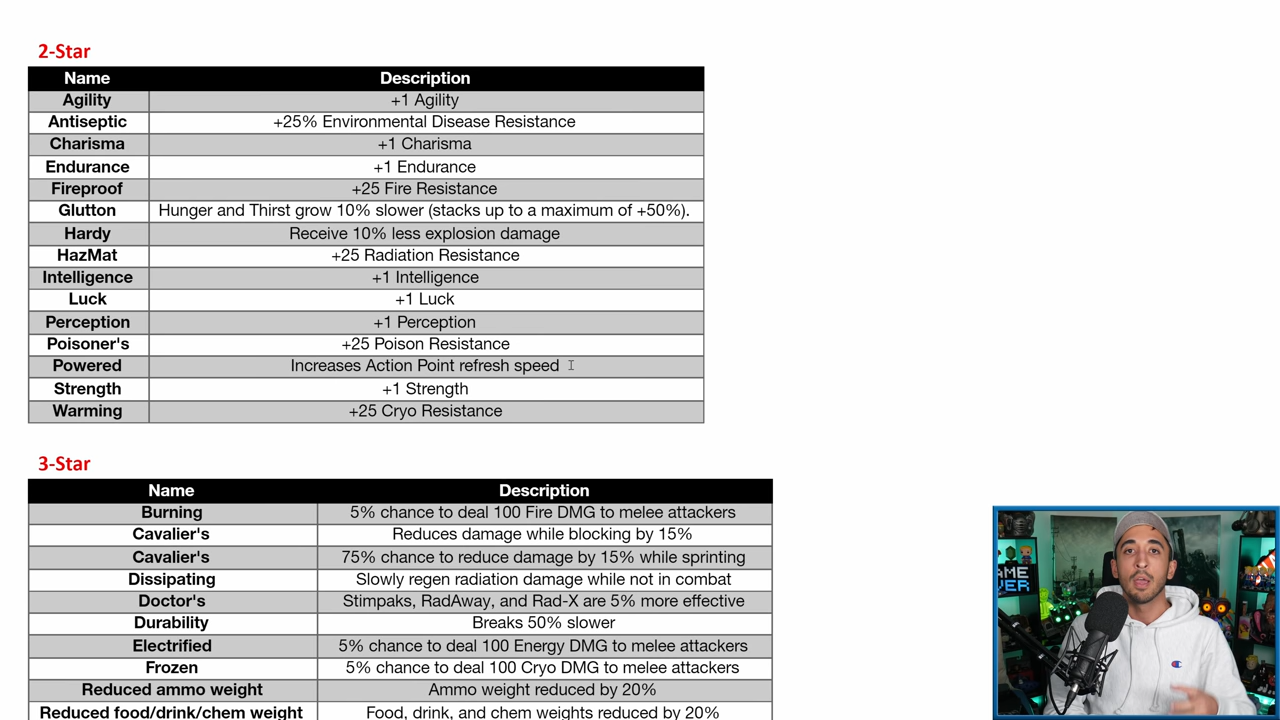 2-Star
Name Description
Agility +1 Agility
Antiseptic +25% Environmental Disease Resistance
Charisma +1 Charisma
Endurance +1 Endurance
Fireproof +25 Fire Resistance
Glutton Hunger and Thirst grow 10% slower (stacks up to a maximum of +50%).
Hardy Receive 10% less explosion damage
HazMat +25 Radiation Resistance
Intelligence +1 Intelligence
Luck +1 Luck
Perception +1 Perception
Poisoner's +25 Poison Resistance
Powered Increases Action Point refresh speed
Strength +1 Strength
Warming +25 Cryo Resistance
3-Star
Name Description
Burning 5% chance to deal 100 Fire DMG to melee attackers
Cavalier's Reduces damage while blocking by 15%
Cavalier's 75% chance to reduce damage by 15% while sprinting
Dissipating Slowly regen radiation damage while not in combat
Doctor's Stimpaks, RadAway, and Rad-X are 5% more effective
Durability Breaks 50% slower
Electrified 5% chance to deal 100 Energy DMG to melee attackers
Frozen 5% chance to deal 100 Cryo DMG to melee attackers
Reduced ammo weight Ammo weight reduced by 20%
Reduced food/drink/chem weight Food, drink, and chem weights reduced by 20%
AME
VER